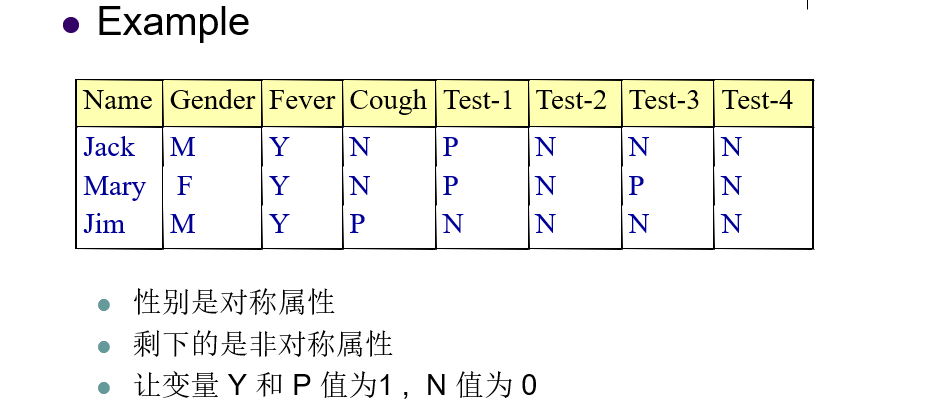 Example
Name Gender Fever Cough Test-1 Test-2 Test-3 Test-4
Jack M Y N P N N N
Mary F Y N P N P N
Jim M Y P N N N N
性别是对称属性
剩下的是非对称属性
让变量 Y 和 P 值为1 , N 值为 0